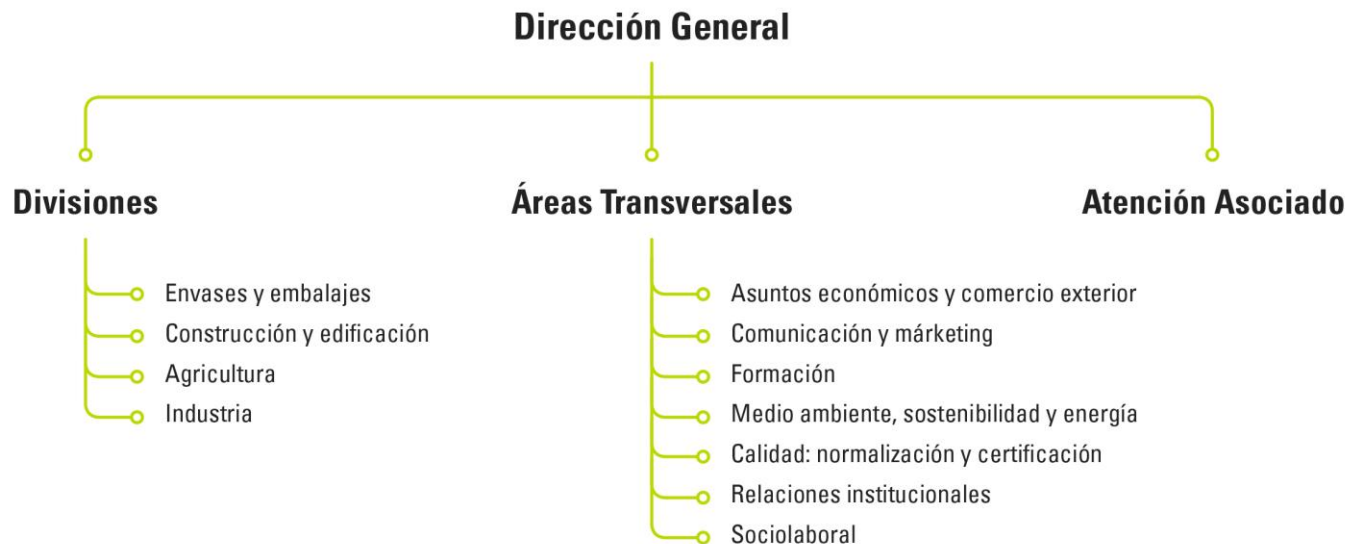 Dirección General
Divisiones
Envases y embalajes
Construcción y edificación
Agricultura
Industria
Áreas Transversales
Asuntos económicos y comercio exterior
Comunicación y márketing
Formación
Medio ambiente, sostenibilidad y energía
Calidad: normalización y certificación
Relaciones institucionales
Sociolaboral
Atención Asociado